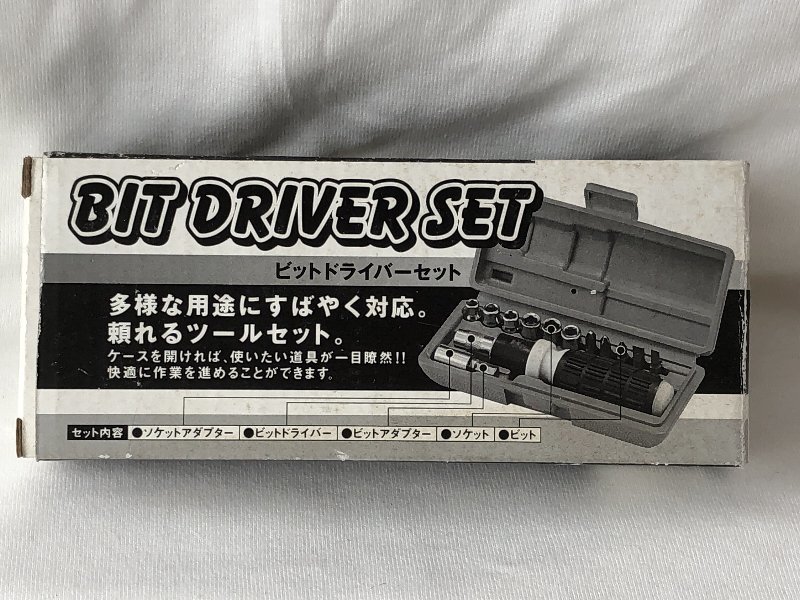 BIT DRIVER SET
ビットドライバーセット
多様な用途にすばやく対応。
頼れるツールセット。
ケースを開ければ、使いたい道具が一目瞭然!!
快適に作業を進めることができます。
セット内容 ●ソケットアダプター ●ビットドライバー ●ビットアダプター ●ソケット ●ビット